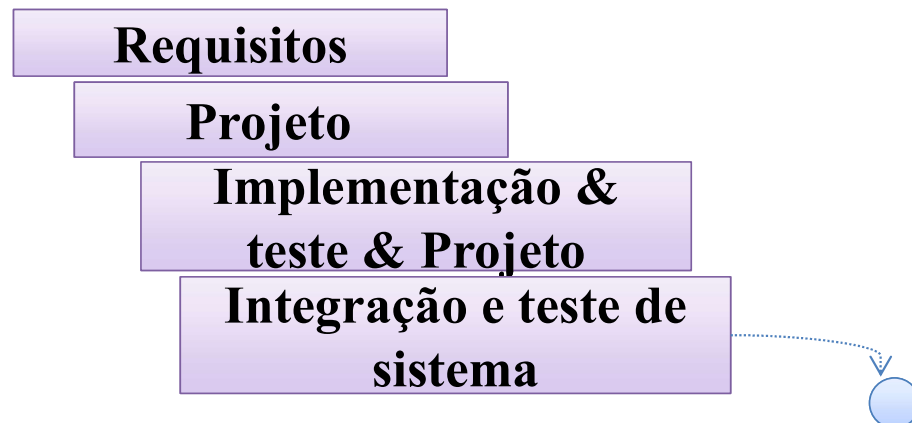 Requisitos
Projeto
Implementação &
teste & Projeto
Integração e teste de
sistema